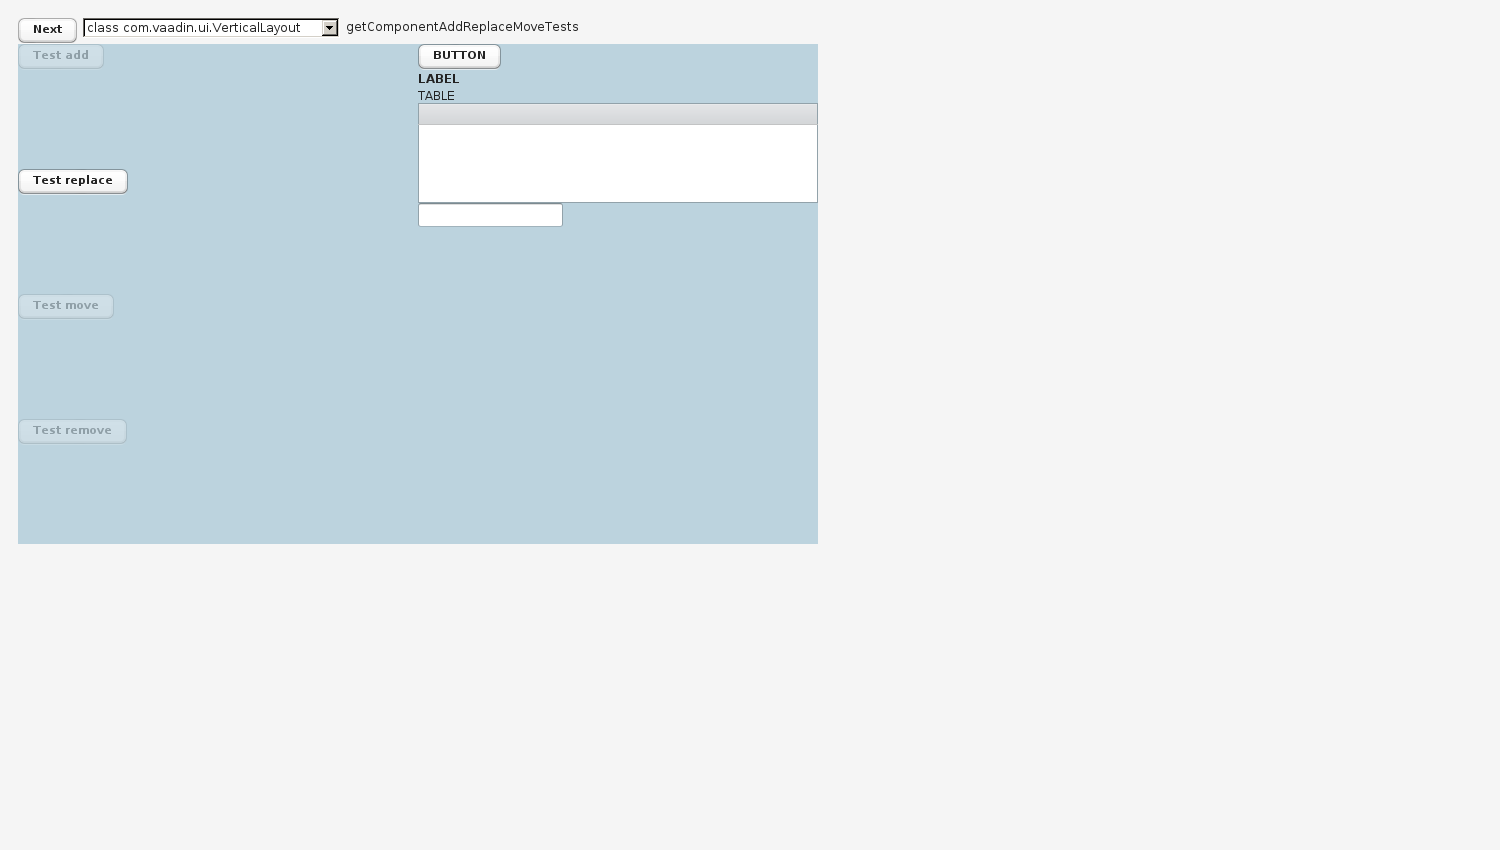 Next class com.vaadin.ui.VerticalLayout getComponentAddReplaceMoveTests
Test add BUTTON
LABEL
TABLE
Test replace
Test move
Test remove